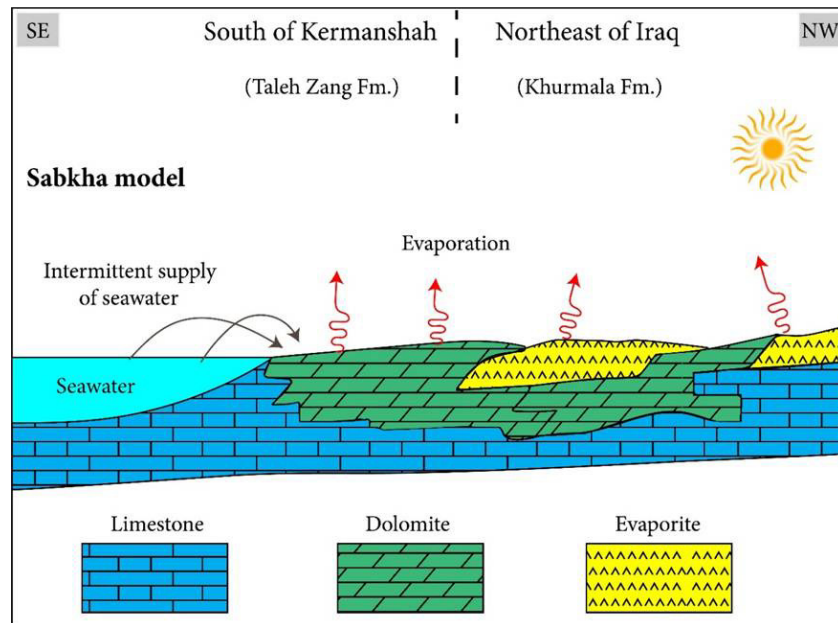 SE
South of Kermanshah
Northeast of Iraq
NW
(Taleh Zang Fm.)
(Khurmala Fm.)
Sabkha model
Evaporation
Intermittent supply
of seawater
Seawater
Limestone
Dolomite
Evaporite